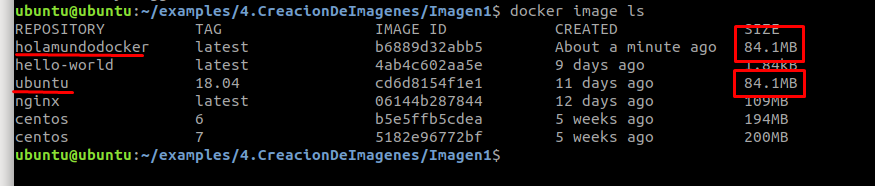 ubuntu@ubuntu:~/examples/4.CreacionDeImagenes/Imagen1$ docker image ls
REPOSITORY TAG IMAGE ID CREATED SIZE
holamundodocker latest b6889d32abb5 About a minute ago 84.1MB
hello-world latest 4ab4c602aa5e 9 days ago 1.84kB
ubuntu 18.04 cd6d8154f1e1 11 days ago 84.1MB
nginx latest 06144b287844 12 days ago 109MB
centos 6 b5e5ffb5cdea 5 weeks ago 194MB
centos 7 5182e96772bf 5 weeks ago 200MB
ubuntu@ubuntu:~/examples/4.CreacionDeImagenes/Imagen1$